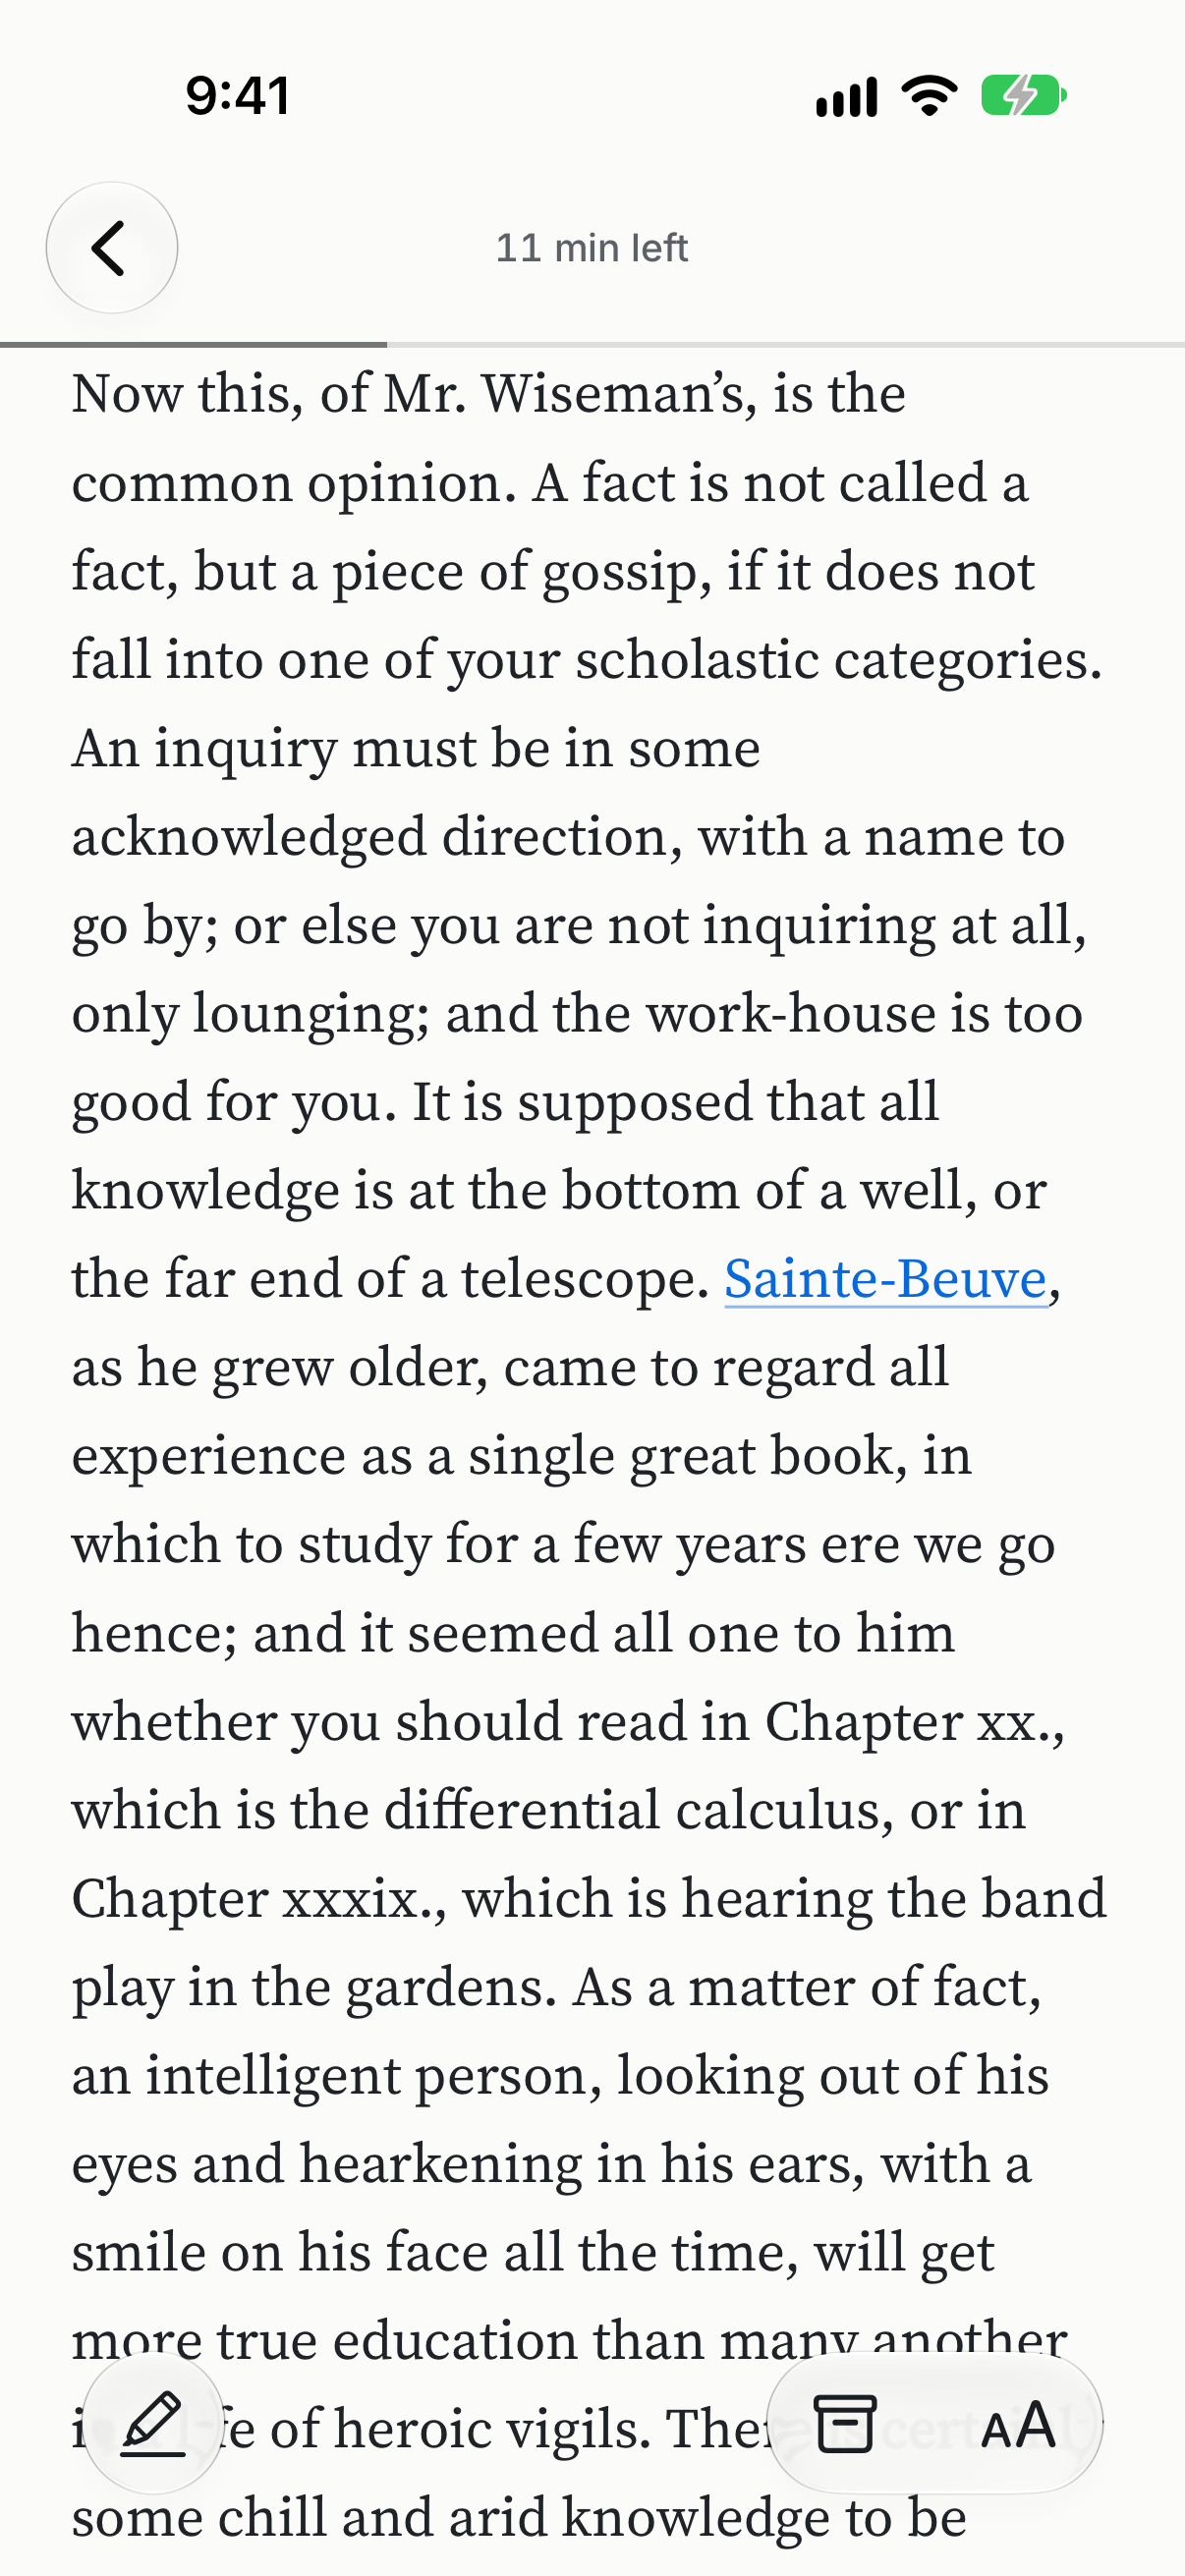 9:41
11 min left
Now this, of Mr. Wiseman’s, is the
common opinion. A fact is not called a
fact, but a piece of gossip, if it does not
fall into one of your scholastic categories.
An inquiry must be in some
acknowledged direction, with a name to
go by; or else you are not inquiring at all,
only lounging; and the work-house is too
good for you. It is supposed that all
knowledge is at the bottom of a well, or
the far end of a telescope. Sainte-Beuve,
as he grew older, came to regard all
experience as a single great book, in
which to study for a few years ere we go
hence; and it seemed all one to him
whether you should read in Chapter xx.,
which is the differential calculus, or in
Chapter xxxix., which is hearing the band
play in the gardens. As a matter of fact,
an intelligent person, looking out of his
eyes and hearkening in his ears, with a
smile on his face all the time, will get
more true education than many another
of heroic vigils.
some chill and arid knowledge to be
AA